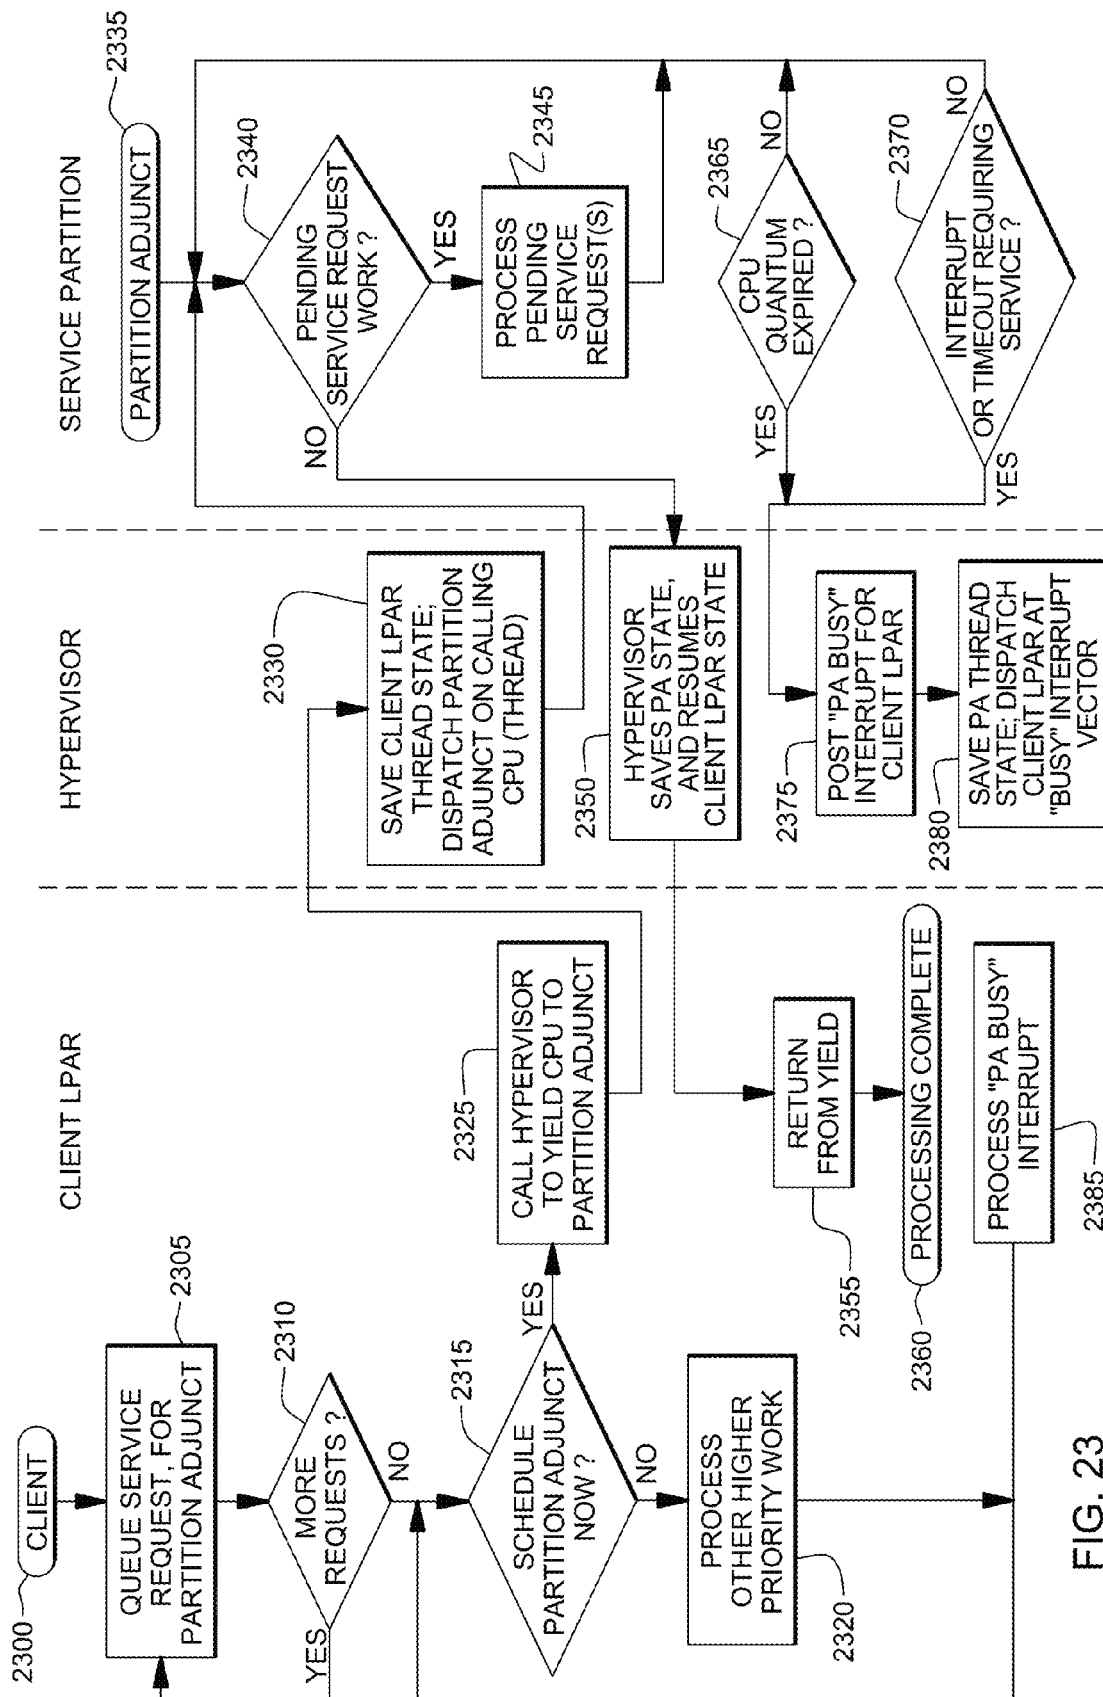 CLIENT LPAR
HYPERVISOR
SERVICE PARTITION
2300
CLIENT
QUEUE SERVICE
REQUEST, FOR
PARTITION ADJUNCT
2305
MORE
REQUESTS ?
2310
YES
NO
SCHEDULE
PARTITION ADJUNCT
NOW ?
2315
YES
NO
PROCESS
OTHER HIGHER
PRIORITY WORK
2320
CALL HYPERVISOR
TO YIELD CPU TO
PARTITION ADJUNCT
2325
SAVE CLIENT LPAR
THREAD STATE;
DISPATCH PARTITION
ADJUNCT ON CALLING
CPU (THREAD)
2330
PARTITION ADJUNCT
2335
PENDING
SERVICE REQUEST
WORK ?
2340
NO
YES
PROCESS
PENDING
SERVICE
REQUEST(S)
2345
HYPERVISOR
SAVES PA STATE,
AND RESUMES
CLIENT LPAR STATE
2350
RETURN
FROM YIELD
2355
PROCESSING COMPLETE
2360
CPU
QUANTUM
EXPIRED ?
2365
YES
NO
INTERRUPT
OR TIMEOUT REQUIRING
SERVICE ?
2370
YES
NO
POST "PA BUSY"
INTERRUPT FOR
CLIENT LPAR
2375
SAVE PA THREAD
STATE; DISPATCH
CLIENT LPAR AT
"BUSY" INTERRUPT
VECTOR
2380
PROCESS "PA BUSY"
INTERRUPT
2385
FIG. 23